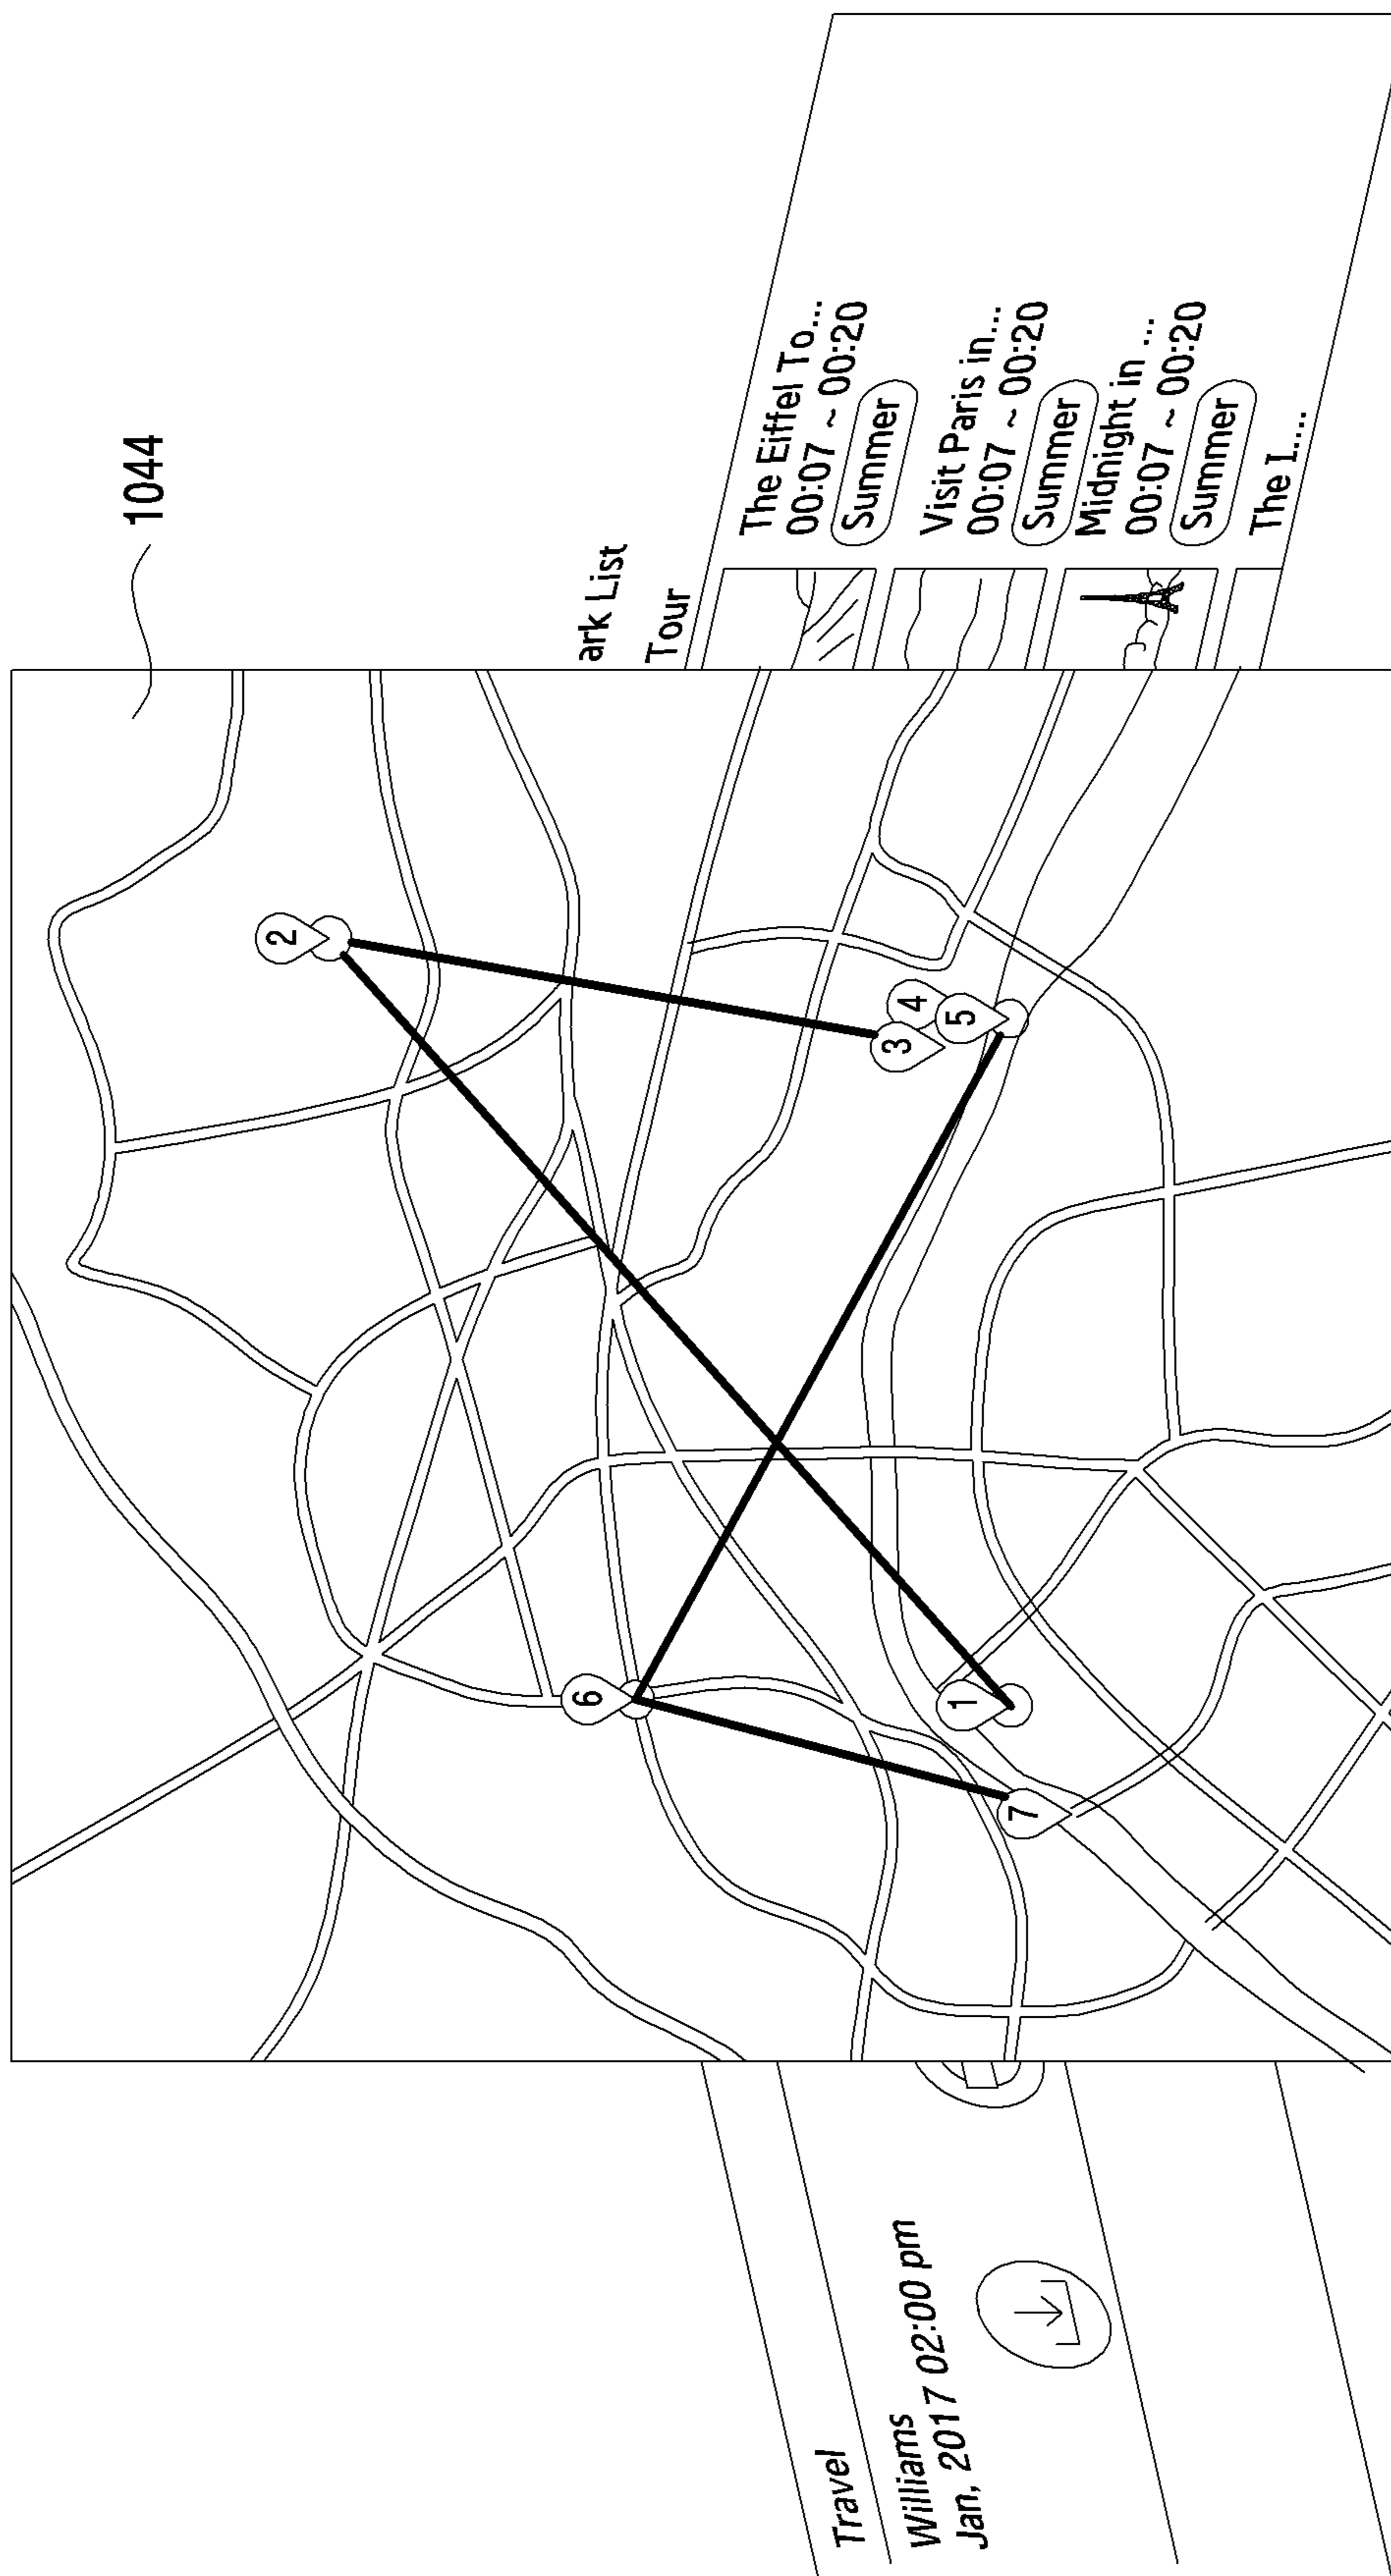 1044
Travel
Williams
Jan, 2017 02:00 pm
2
6
3
4
5
1
7
ark List
Tour
The Eiffel To...
00:07 ~ 00:20
Summer
Visit Paris in...
00:07 ~ 00:20
Summer
Midnight in ...
00:07 ~ 00:20
Summer
The I....